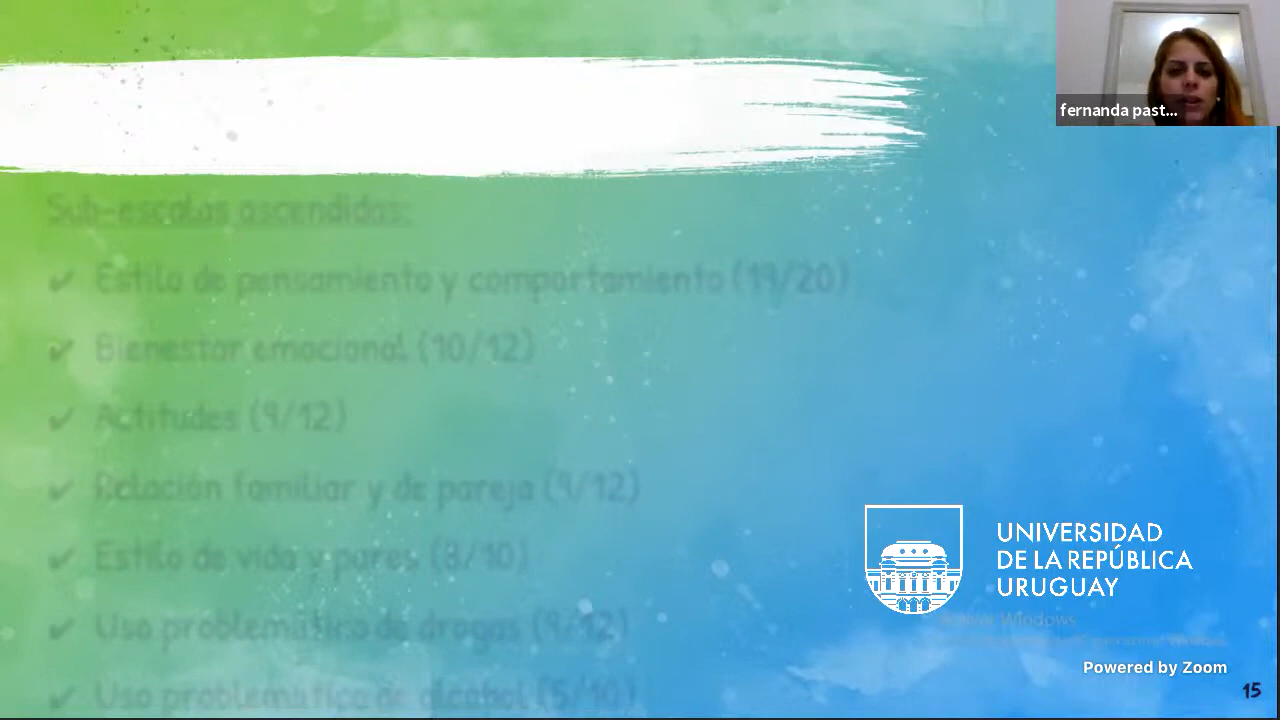 fernanda past...
Sub-escalas ascendidas:
✔ Estilo de pensamiento y comportamiento (19/20)
✔ Bienestar emocional (10/12)
✔ Actitudes (9/12)
✔ Relación familiar y de pareja (9/12)
✔ Estilo de vida y pares (8/10)
✔ Uso problemático de drogas (9/12)
✔ Uso problemático de alcohol (5/10)
UNIVERSIDAD
DE LA REPÚBLICA
URUGUAY
Activar Windows
Powered by Zoom
15